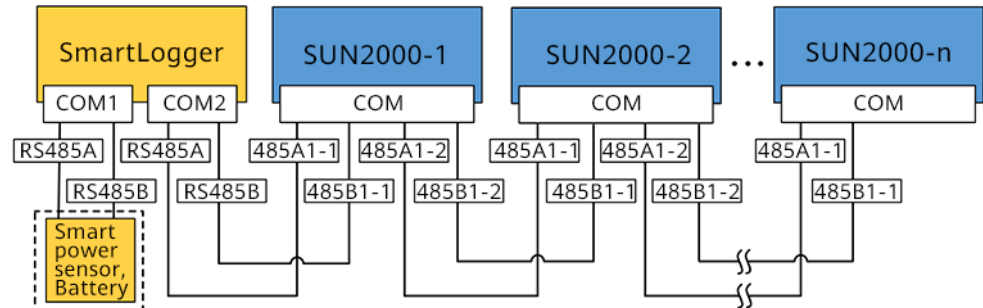 SmartLogger
SUN2000-1
SUN2000-2
...
SUN2000-n
COM1
COM2
COM
COM
COM
RS485A
RS485A
485A1-1
485A1-2
485A1-1
485A1-2
485A1-1
RS485B
RS485B
485B1-1
485B1-2
485B1-1
485B1-2
485B1-1
Smart
power
sensor,
Battery